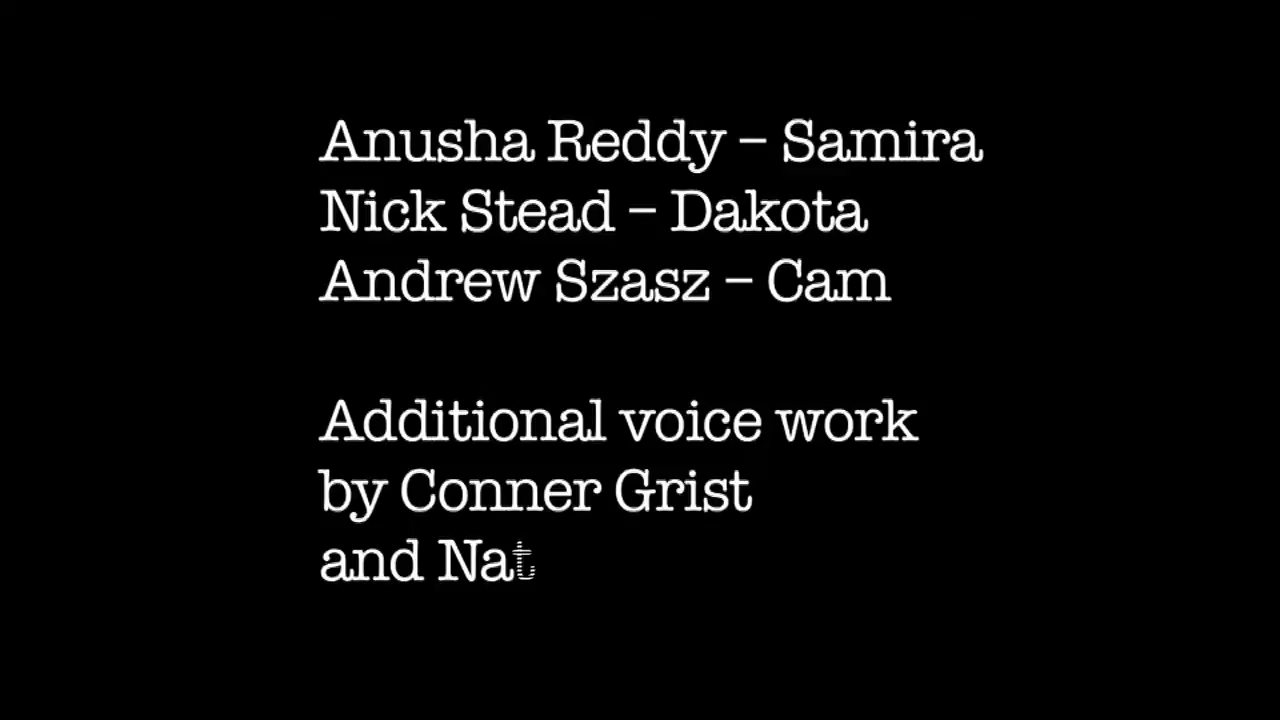 Anusha Reddy – Samira
Nick Stead – Dakota
Andrew Szasz – Cam
Additional voice work
by Conner Grist
and Nat